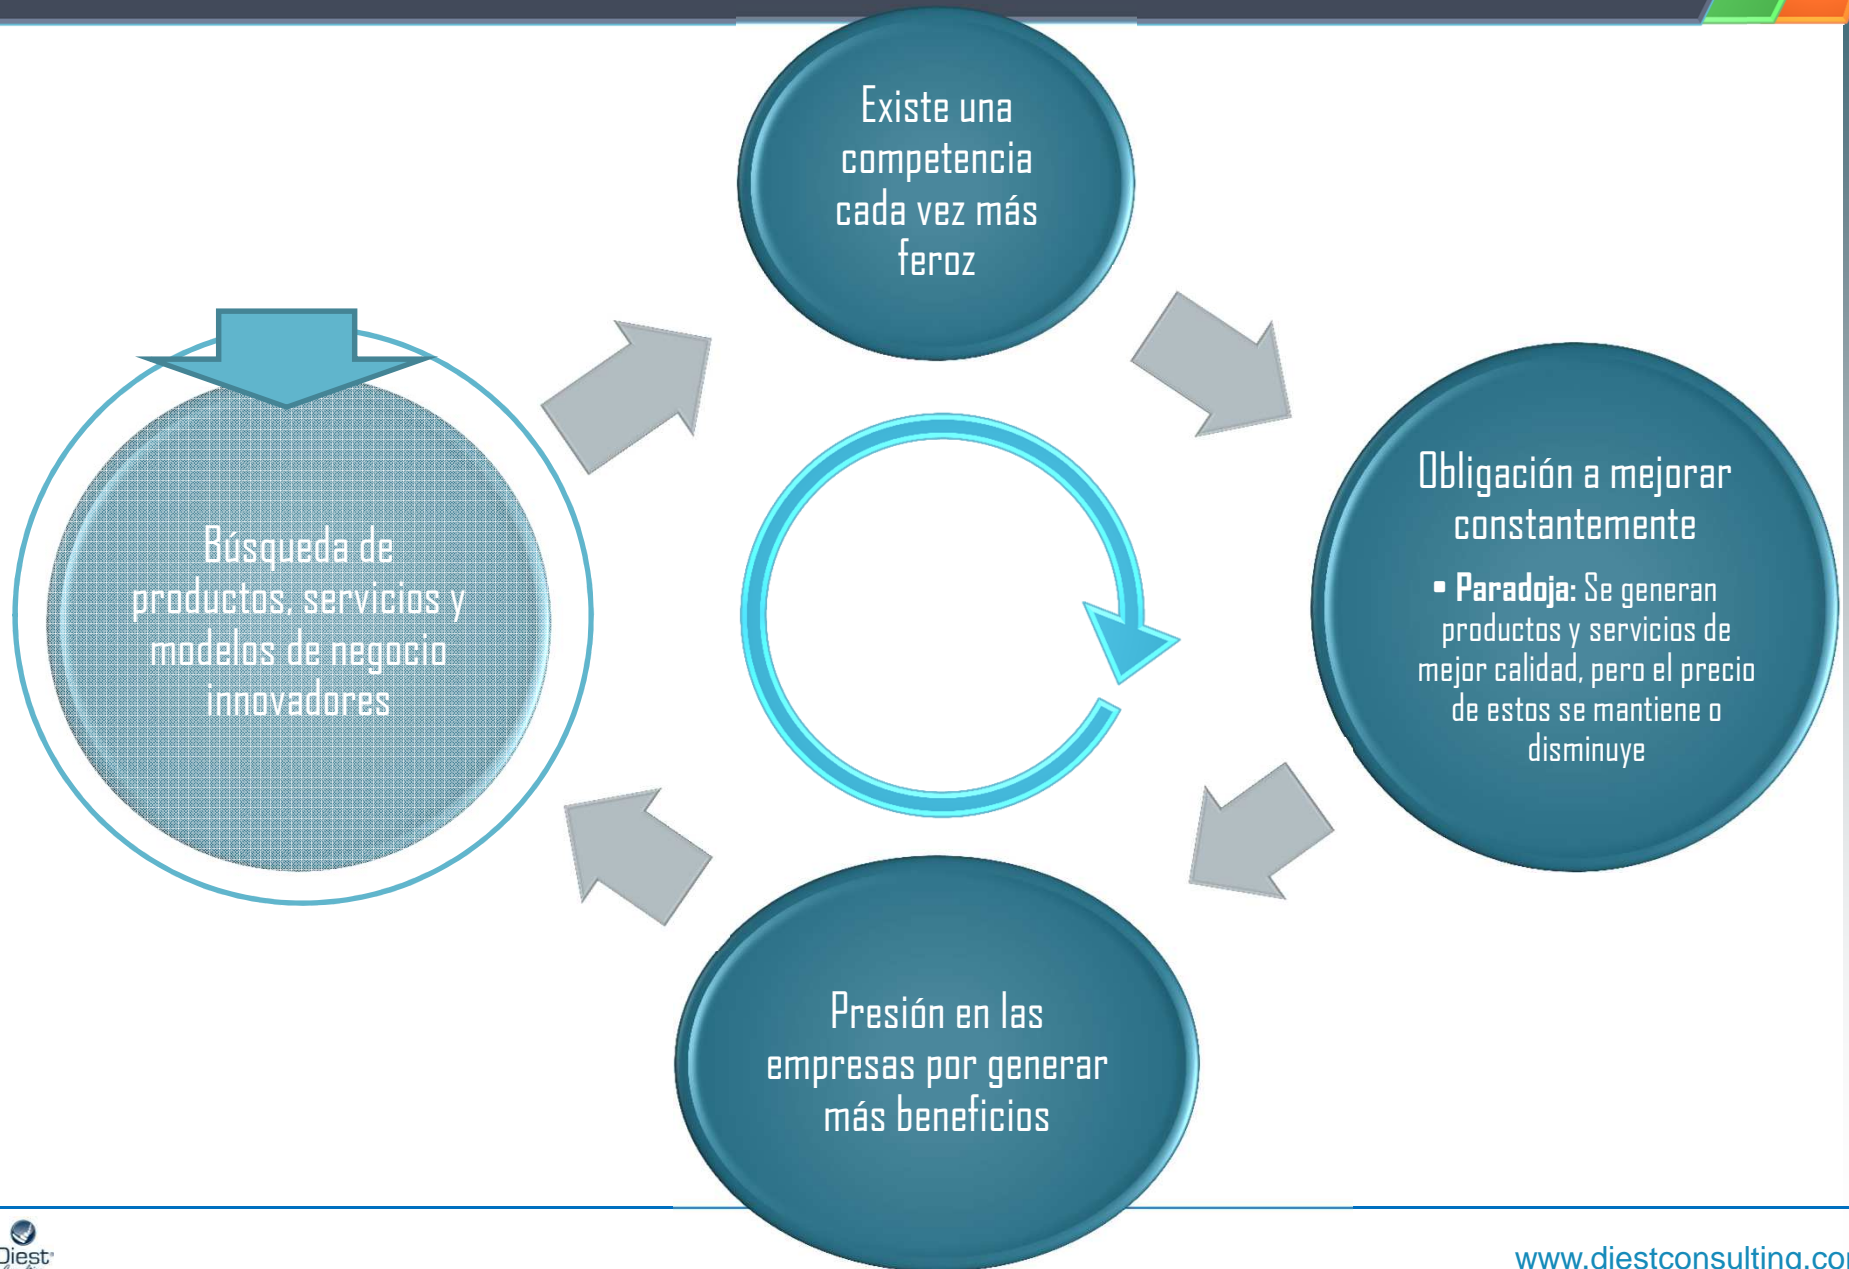 Existe una
competencia
cada vez más
feroz
Obligación a mejorar
constantemente
▪ Paradoja: Se generan
productos y servicios de
mejor calidad, pero el precio
de estos se mantiene o
disminuye
Presión en las
empresas por generar
más beneficios
Búsqueda de
productos, servicios y
modelos de negocio
innovadores
Diest
www.diestconsulting.co